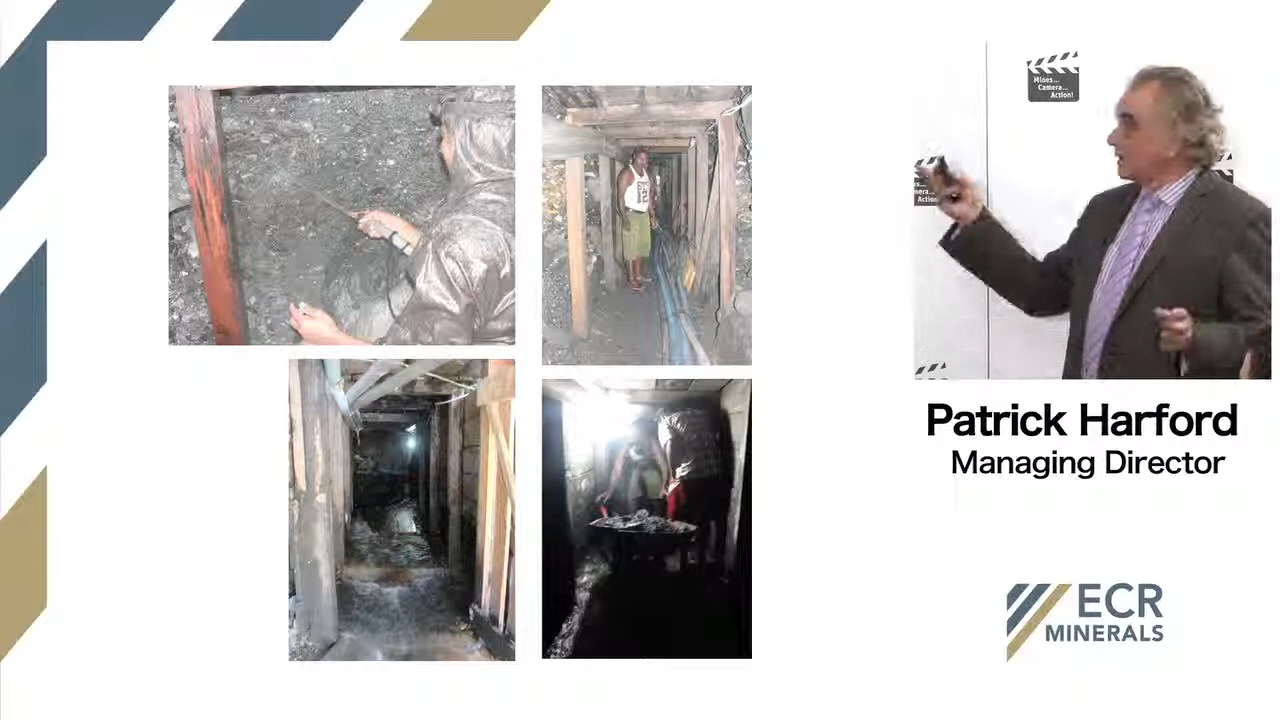 Mines...
Camera...
Action!
Patrick Harford
Managing Director
ECR
MINERALS